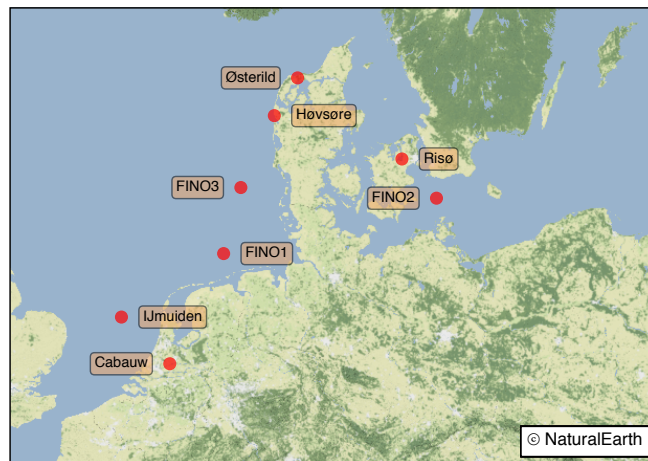 Østerild
Høvsøre
Risø
FINO3
FINO2
FINO1
IJmuiden
Cabauw
© NaturalEarth